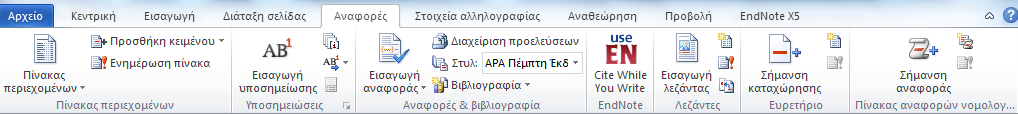 Αρχείο Κεντρική Εισαγωγή Διάταξη σελίδας Αναφορές Στοιχεία αλληλογραφίας Αναθεώρηση Προβολή EndNote X5
Πίνακας περιεχομένων
Προσθήκη κειμένου
Ενημέρωση πίνακα
Πίνακας περιεχομένων
AB1
Εισαγωγή υποσημείωσης
AB1
Υποσημειώσεις
Εισαγωγή αναφοράς
Διαχείριση προελεύσεων
Στυλ: APA Πέμπτη Έκδ
Βιβλιογραφία
Αναφορές & βιβλιογραφία
use
EN
Cite While
You Write
EndNote
Εισαγωγή
λεζάντας
Λεζάντες
Σήμανση
καταχώρησης
Ευρετήριο
Σήμανση
αναφοράς
Πίνακας αναφορών νομολογ...